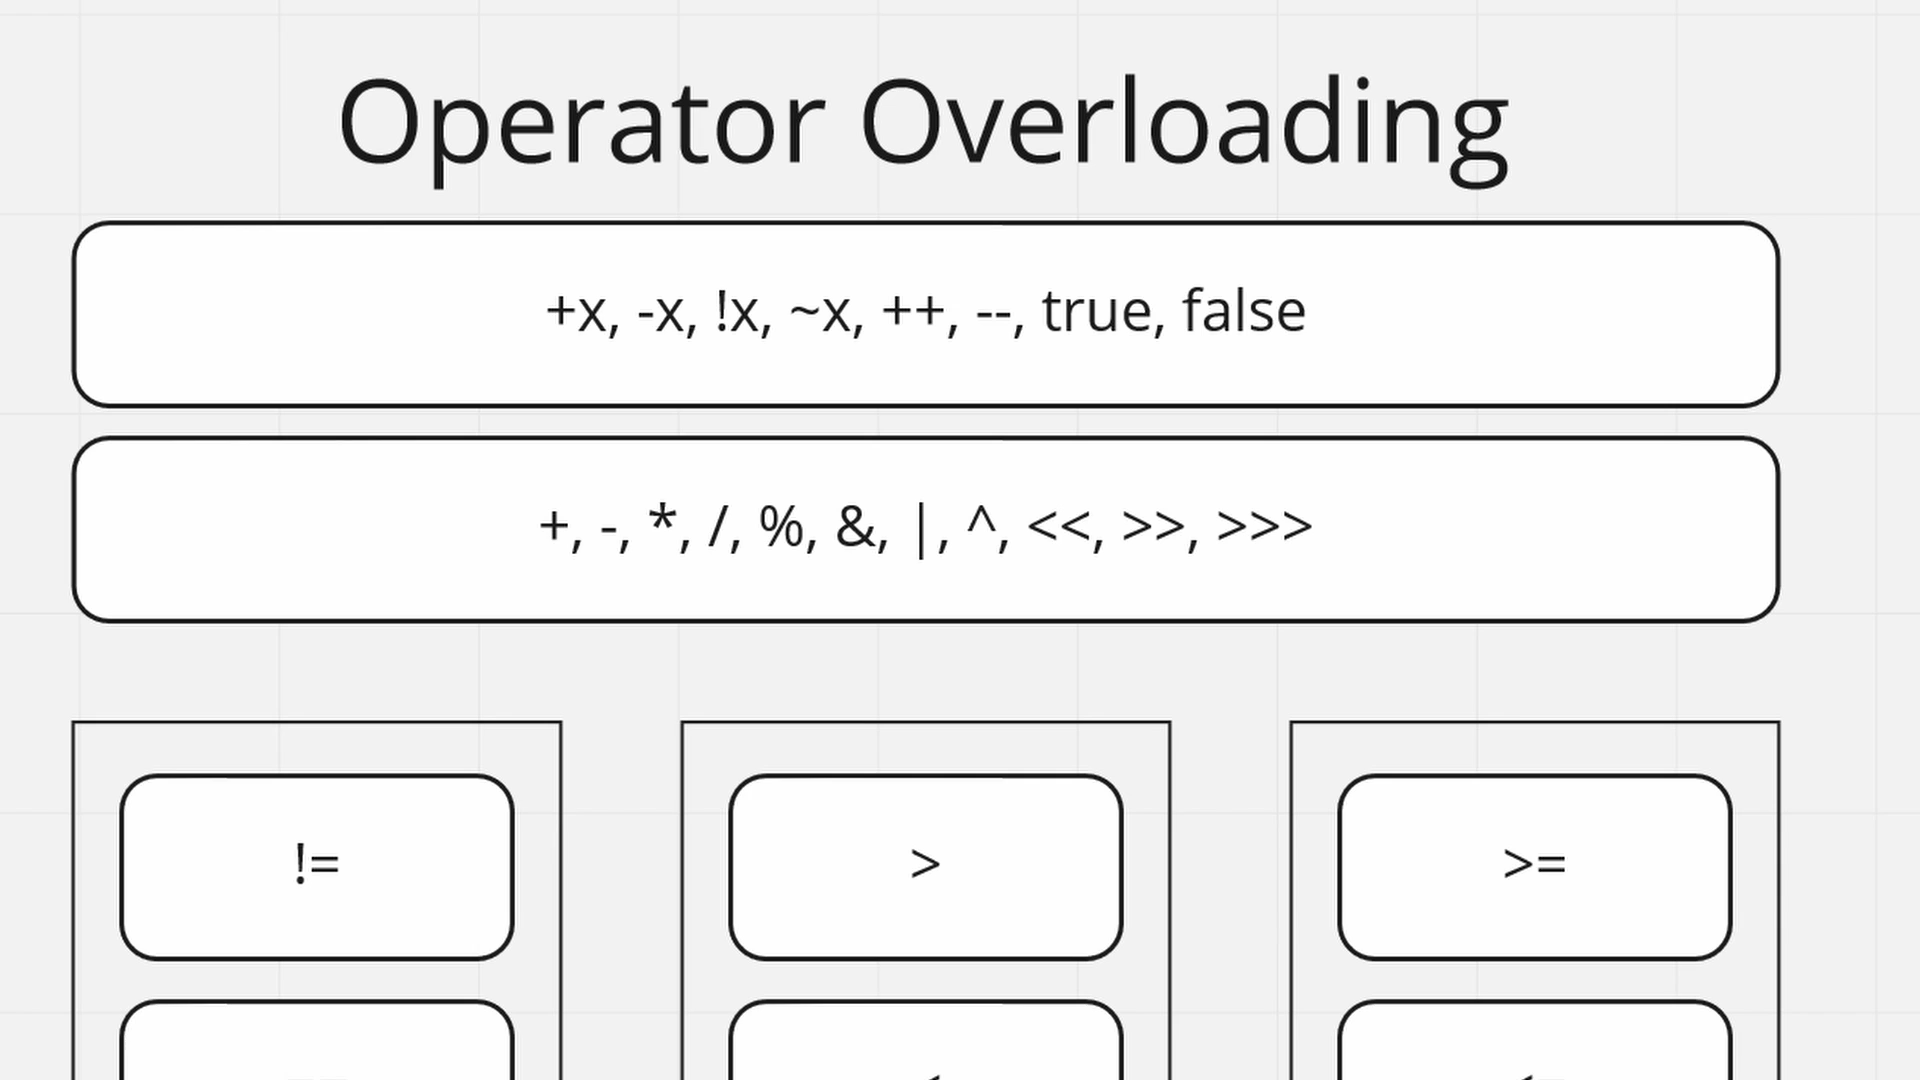 Operator Overloading
+x, -x, !x, ~x, ++, --, true, false
+, -, *, /, %, &, |, ^, <<, >>, >>>
!=
>
>=